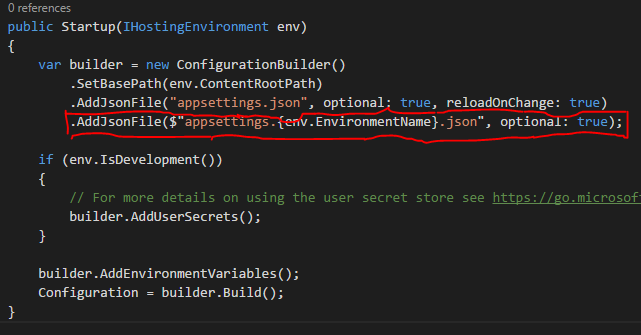 0 references
public Startup(IHostingEnvironment env)
{
var builder = new ConfigurationBuilder()
.SetBasePath(env.ContentRootPath)
.AddJsonFile("appsettings.json", optional: true, reloadOnChange: true)
.AddJsonFile($"appsettings.{env.EnvironmentName}.json", optional: true);
if (env.IsDevelopment())
{
// For more details on using the user secret store see https://go.microsof
builder.AddUserSecrets();
}
builder.AddEnvironmentVariables();
Configuration = builder.Build();
}